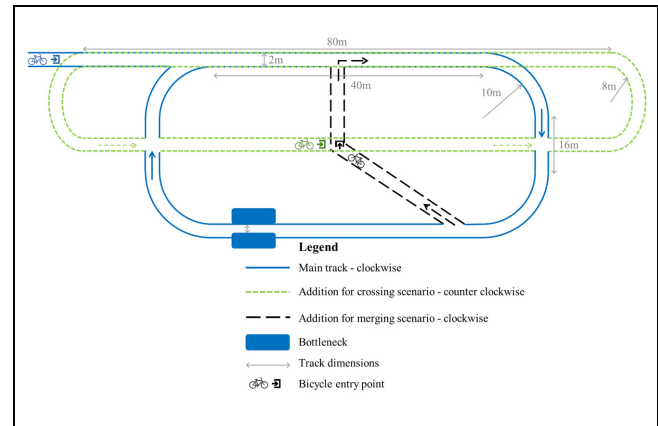 80m
2m
40m
10m
8m
16m
Legend
Main track - clockwise
Addition for crossing scenario - counter clockwise
Addition for merging scenario - clockwise
Bottleneck
Track dimensions
Bicycle entry point